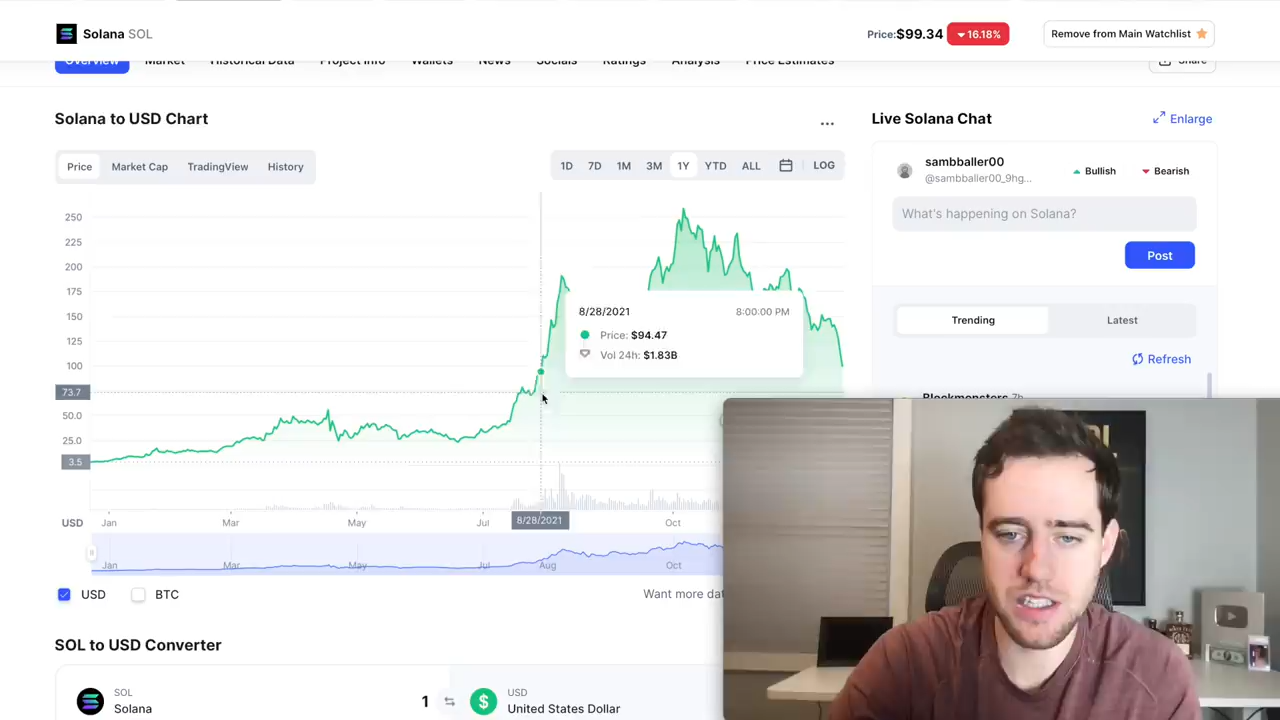 Solana SOL
Price:$99.34
16.18%
Remove from Main Watchlist
Overview Market Historical Data Project Info Wallets News Socials Ratings Analysis Price Estimates
Share
Solana to USD Chart
...
Price Market Cap TradingView History
1D 7D 1M 3M 1Y YTD ALL LOG
250
225
200
175
150
125
100
73.7
50.0
25.0
3.5
8/28/2021 8:00:00 PM
Price: $94.47
Vol 24h: $1.83B
USD Jan Mar May Jul 8/28/2021 Oct
Jan Mar May Jul Aug Oct
USD BTC
Want more dat
SOL to USD Converter
SOL
Solana
1
USD
United States Dollar
Live Solana Chat
Enlarge
sambballer00
@sambballer00_9hg...
Bullish Bearish
What's happening on Solana?
Post
Trending Latest
Refresh
Blockmonsters 7h